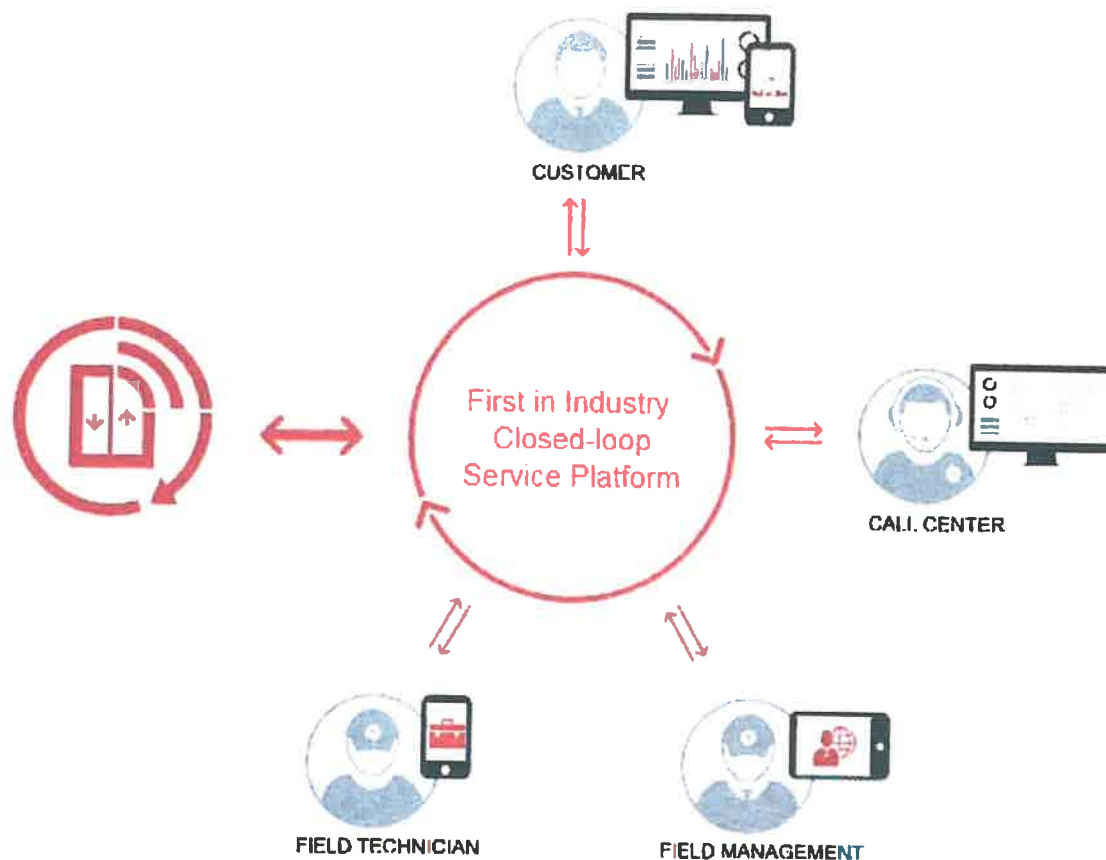 CUSTOMER
First in Industry
Closed-loop
Service Platform
CALL CENTER
FIELD TECHNICIAN
FIELD MANAGEMENT